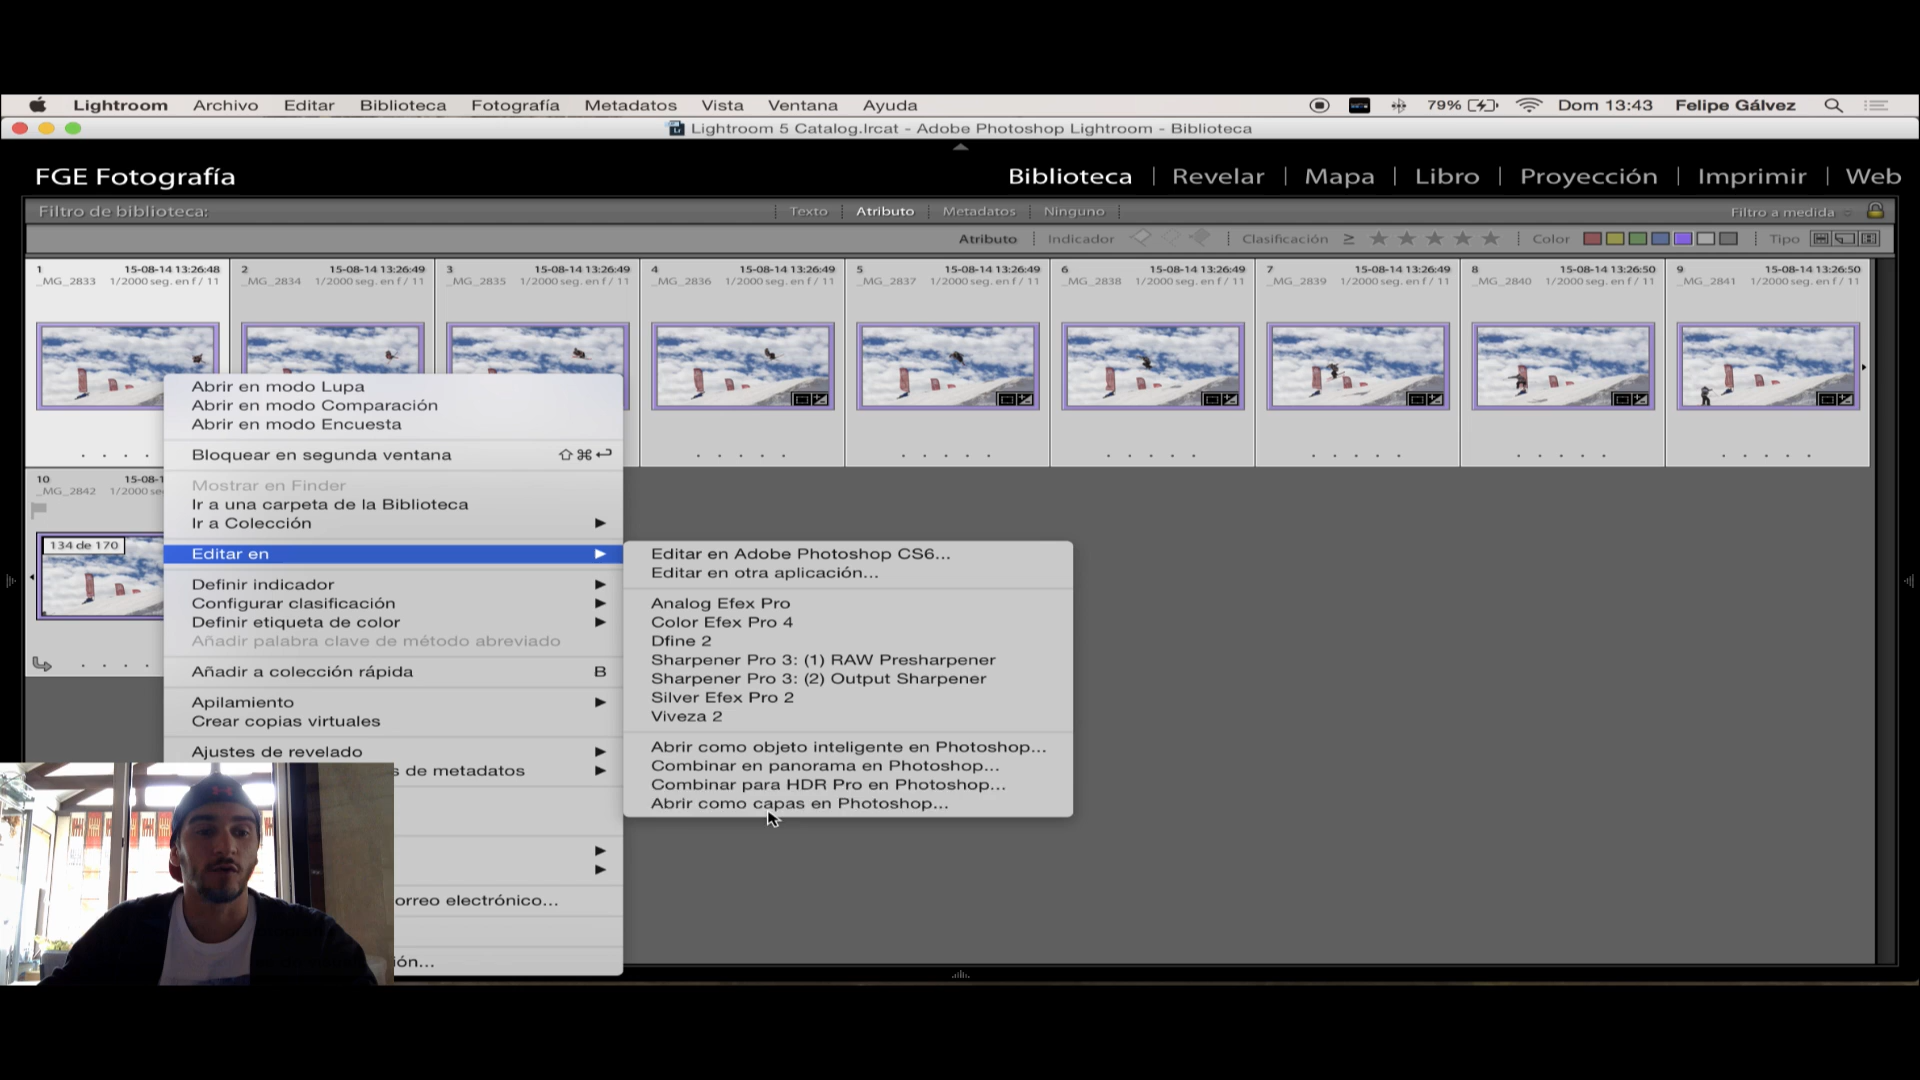 Lightroom Archivo Editar Biblioteca Fotografía Metadatos Vista Ventana Ayuda 79% Dom 13:43 Felipe Gálvez
Lightroom 5 Catalog.lrcat - Adobe Photoshop Lightroom - Biblioteca
FGE Fotografía Biblioteca | Revelar | Mapa | Libro | Proyección | Imprimir | Web
Filtro de biblioteca: Texto Atributo Metadatos Ninguno Filtro a medida
Atributo Indicador Clasificación ≥ Color Tipo
1 15-08-14 13:26:48 2 15-08-14 13:26:49 3 15-08-14 13:26:49 4 15-08-14 13:26:49 5 15-08-14 13:26:49 6 15-08-14 13:26:49 7 15-08-14 13:26:49 8 15-08-14 13:26:50 9 15-08-14 13:26:50
_MG_2833 1/2000 seg. en f / 11 _MG_2834 1/2000 seg. en f / 11 _MG_2835 1/2000 seg. en f / 11 _MG_2836 1/2000 seg. en f / 11 _MG_2837 1/2000 seg. en f / 11 _MG_2838 1/2000 seg. en f / 11 _MG_2839 1/2000 seg. en f / 11 _MG_2840 1/2000 seg. en f / 11 _MG_2841 1/2000 seg. en f / 11
10 15-08-1
_MG_2842 1/2000 se
134 de 170
Abrir en modo Lupa
Abrir en modo Comparación
Abrir en modo Encuesta
Bloquear en segunda ventana ⇧⌘↩
Mostrar en Finder
Ir a una carpeta de la Biblioteca
Ir a Colección
Editar en
Definir indicador
Configurar clasificación
Definir etiqueta de color
Añadir palabra clave de método abreviado
Añadir a colección rápida B
Apilamiento
Crear copias virtuales
Ajustes de revelado
s de metadatos
orreo electrónico...
ón...
Editar en Adobe Photoshop CS6...
Editar en otra aplicación...
Analog Efex Pro
Color Efex Pro 4
Dfine 2
Sharpener Pro 3: (1) RAW Presharpener
Sharpener Pro 3: (2) Output Sharpener
Silver Efex Pro 2
Viveza 2
Abrir como objeto inteligente en Photoshop...
Combinar en panorama en Photoshop...
Combinar para HDR Pro en Photoshop...
Abrir como capas en Photoshop...